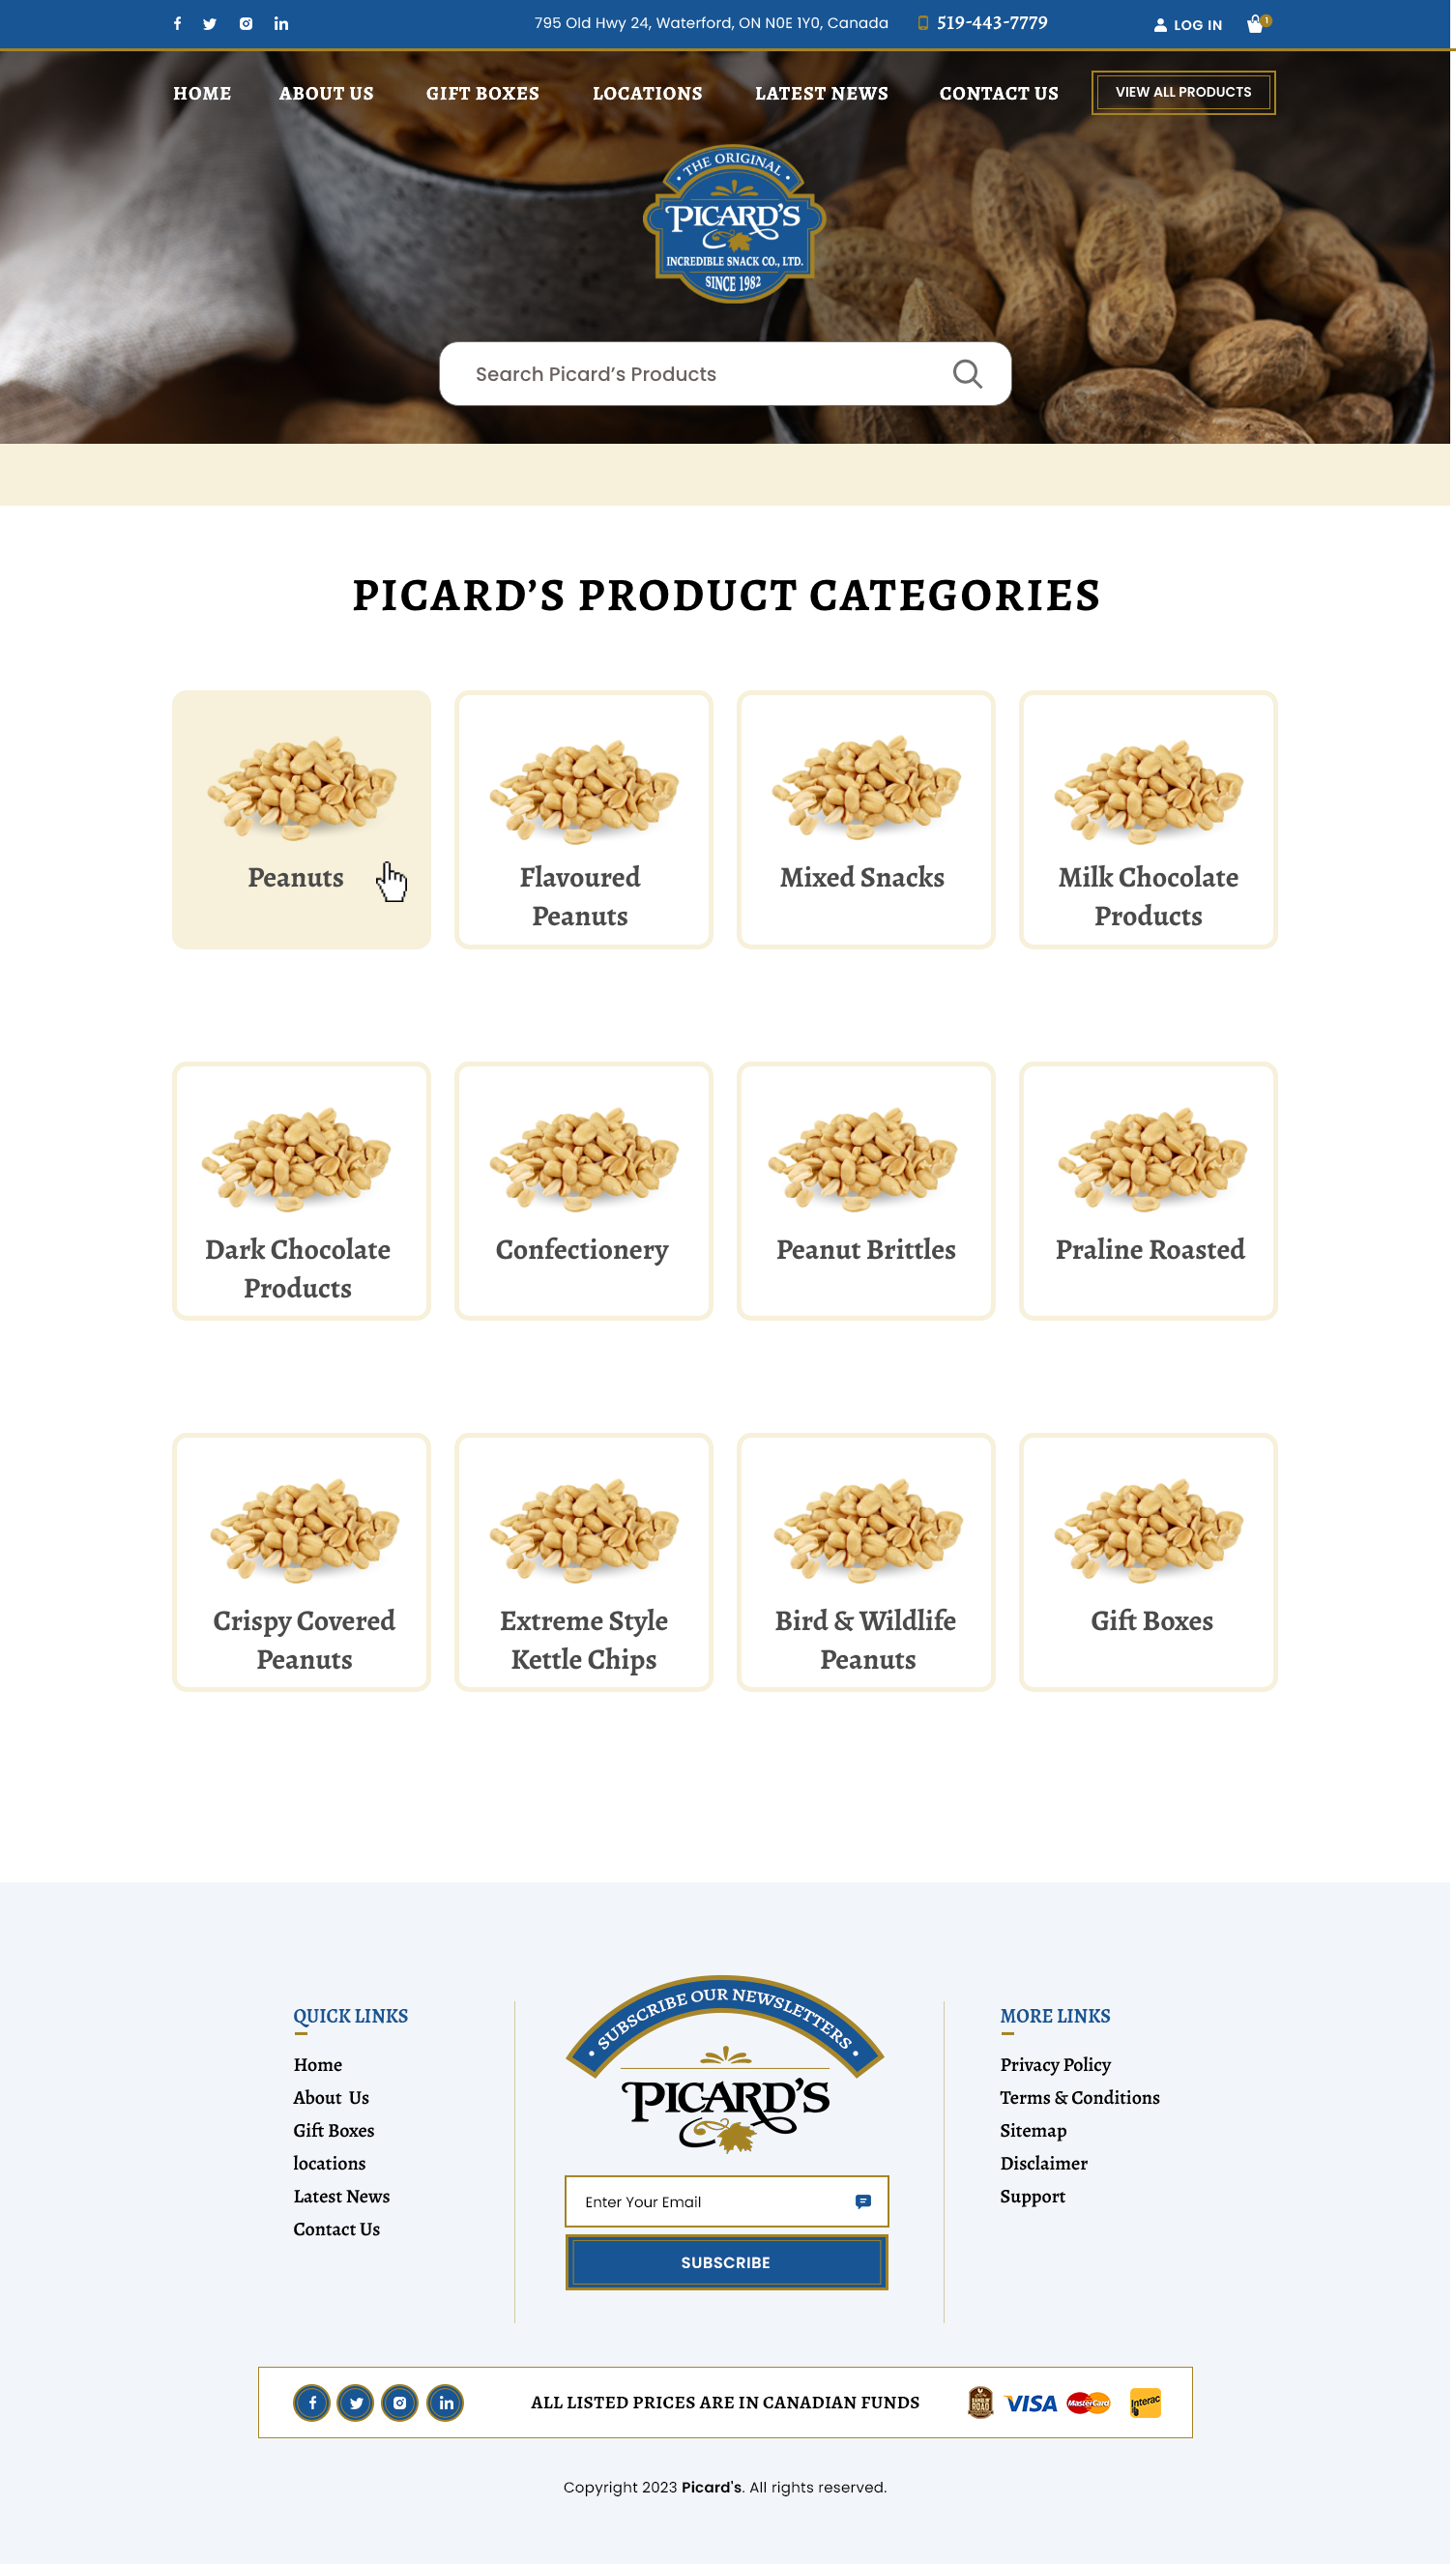 795 Old Hwy 24, Waterford, ON N0E 1Y0, Canada
519-443-7779
LOG IN
1
HOME
ABOUT US
GIFT BOXES
LOCATIONS
LATEST NEWS
CONTACT US
VIEW ALL PRODUCTS
• THE ORIGINAL •
PICARD'S
INCREDIBLE SNACK CO., LTD.
SINCE 1982
Search Picard’s Products
PICARD’S PRODUCT CATEGORIES
Peanuts
Flavoured
Peanuts
Mixed Snacks
Milk Chocolate
Products
Dark Chocolate
Products
Confectionery
Peanut Brittles
Praline Roasted
Crispy Covered
Peanuts
Extreme Style
Kettle Chips
Bird & Wildlife
Peanuts
Gift Boxes
QUICK LINKS
Home
About  Us
Gift Boxes
locations
Latest News
Contact Us
• SUBSCRIBE OUR NEWSLETTERS •
PICARD'S
Enter Your Email
SUBSCRIBE
MORE LINKS
Privacy Policy
Terms & Conditions
Sitemap
Disclaimer
Support
ALL LISTED PRICES ARE IN CANADIAN FUNDS
ROAD
VISA
MasterCard
Interac
Copyright 2023 Picard's. All rights reserved.